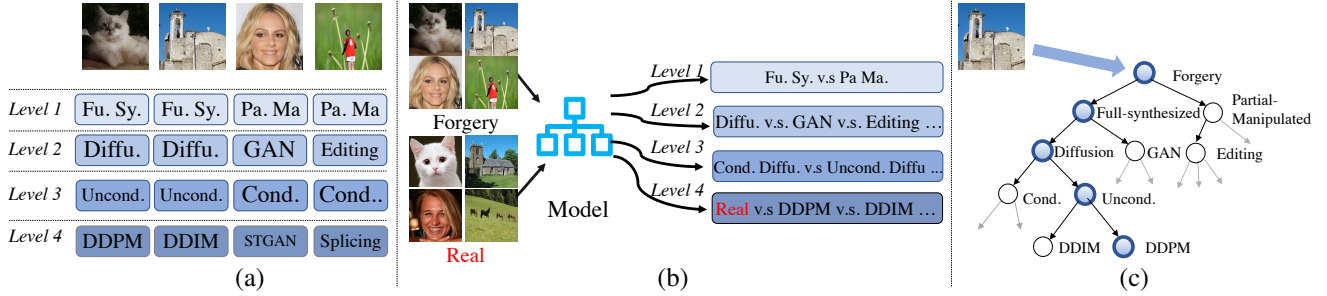 Level 1
Fu. Sy.
Fu. Sy.
Pa. Ma
Pa. Ma
Level 2
Diffu.
Diffu.
GAN
Editing
Level 3
Uncond.
Uncond.
Cond.
Cond..
Level 4
DDPM
DDIM
STGAN
Splicing
(a)
Forgery
Real
Model
Level 1
Fu. Sy. v.s Pa Ma.
Level 2
Diffu. v.s. GAN v.s. Editing ...
Level 3
Cond. Diffu. v.s Uncond. Diffu ...
Level 4
Real v.s DDPM v.s. DDIM ...
(b)
Forgery
Full-synthesized
Partial-
Manipulated
Diffusion
GAN
Editing
Cond.
Uncond.
DDIM
DDPM
(c)